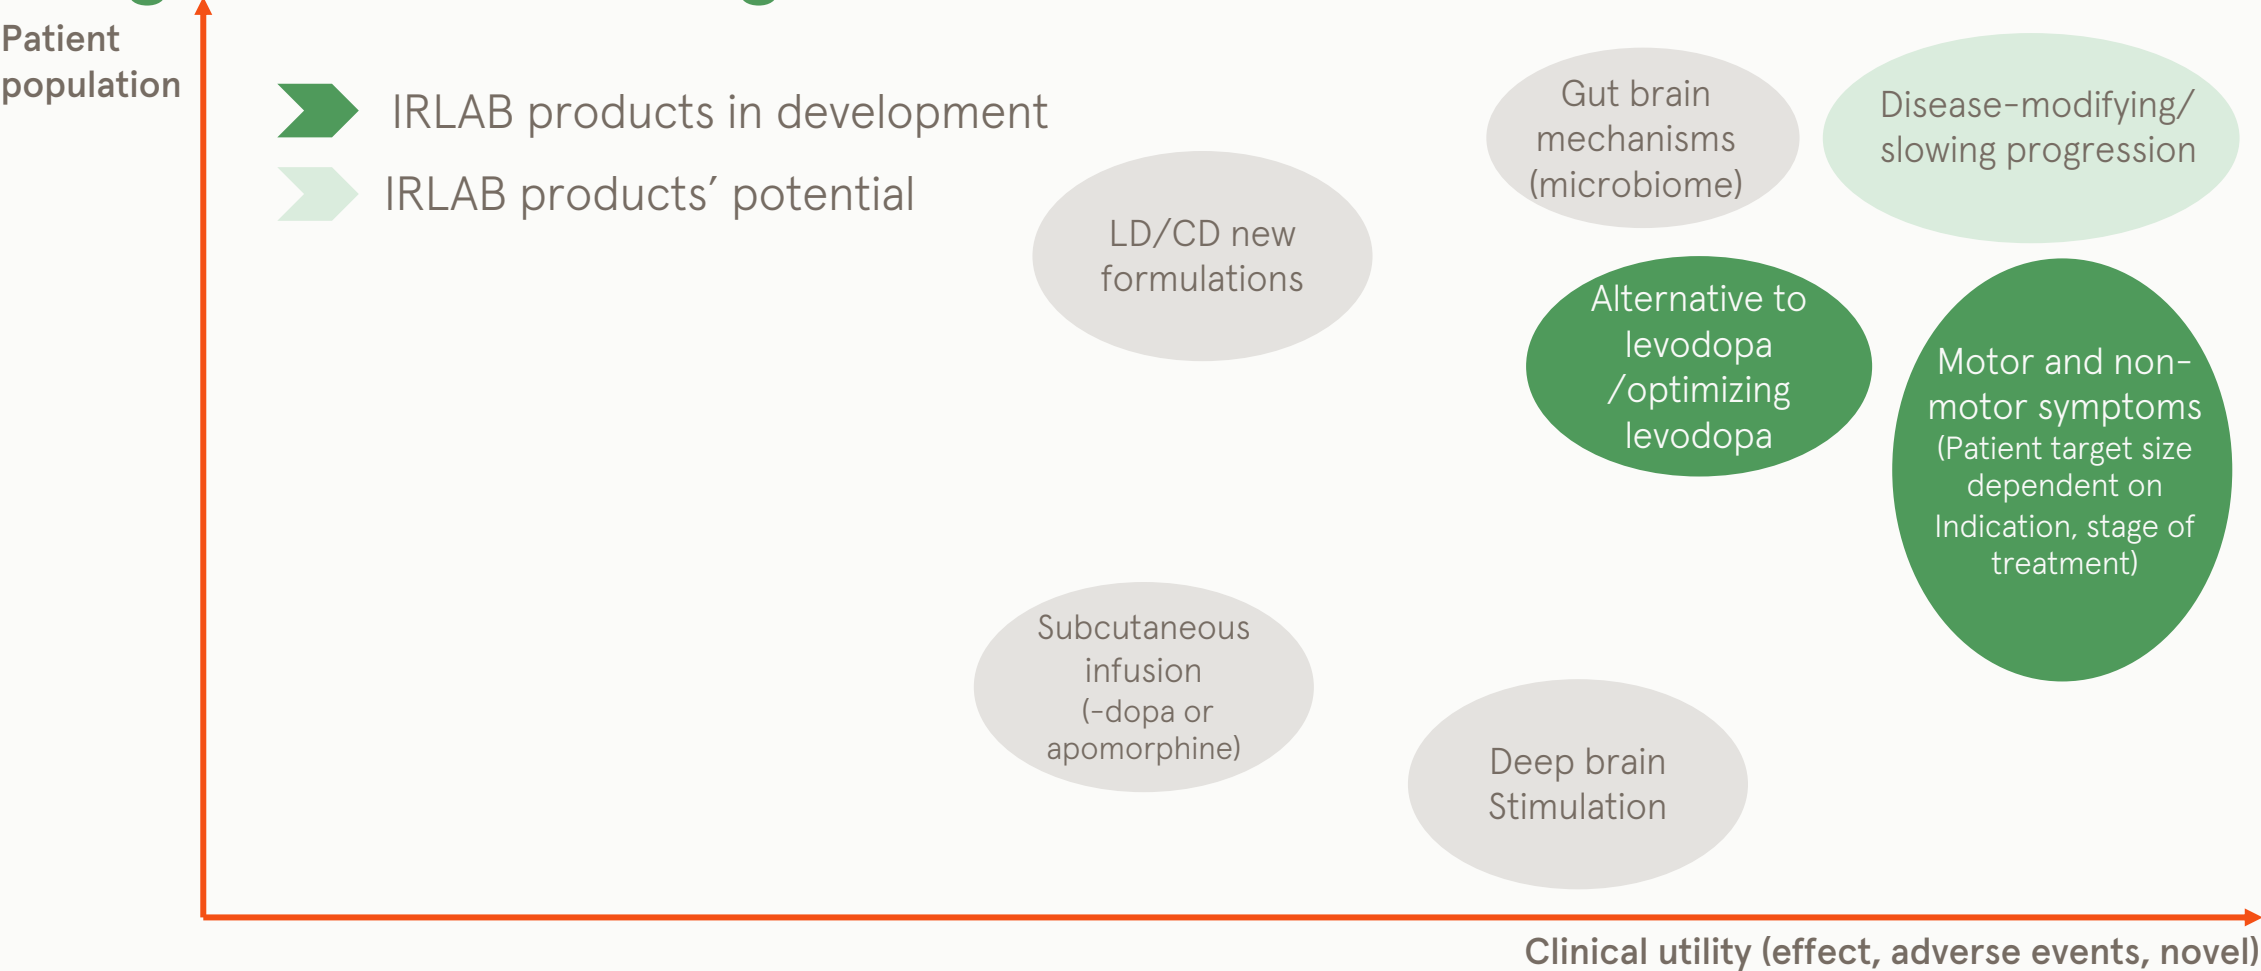 Patient
population
IRLAB products in development
IRLAB products’ potential
Gut brain
mechanisms
(microbiome)
Disease-modifying/
slowing progression
LD/CD new
formulations
Alternative to
levodopa
/optimizing
levodopa
Motor and non-
motor symptoms
(Patient target size
dependent on
Indication, stage of
treatment)
Subcutaneous
infusion
(-dopa or
apomorphine)
Deep brain
Stimulation
Clinical utility (effect, adverse events, novel)